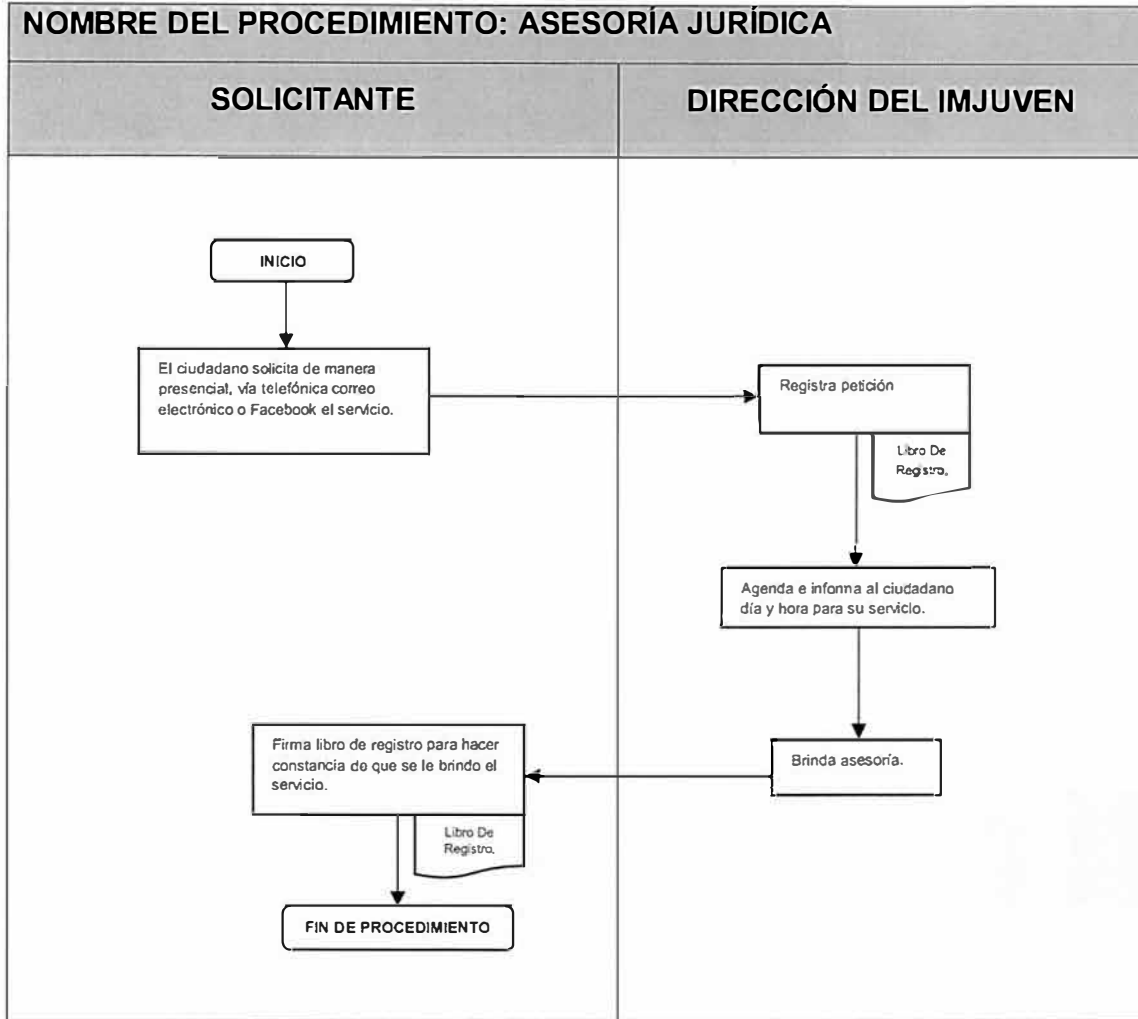 NOMBRE DEL PROCEDIMIENTO: ASESORÍA JURÍDICA
SOLICITANTE
DIRECCIÓN DEL IMJUVEN
INICIO
El ciudadano solicita de manera
presencial, vía telefónica correo
electrónico o Facebook el servicio.
Registra petición
Libro De
Registro.
Agenda e informa al ciudadano
día y hora para su servicio.
Brinda asesoría.
Firma libro de registro para hacer
constancia de que se le brindo el
servicio.
Libro De
Registro.
FIN DE PROCEDIMIENTO